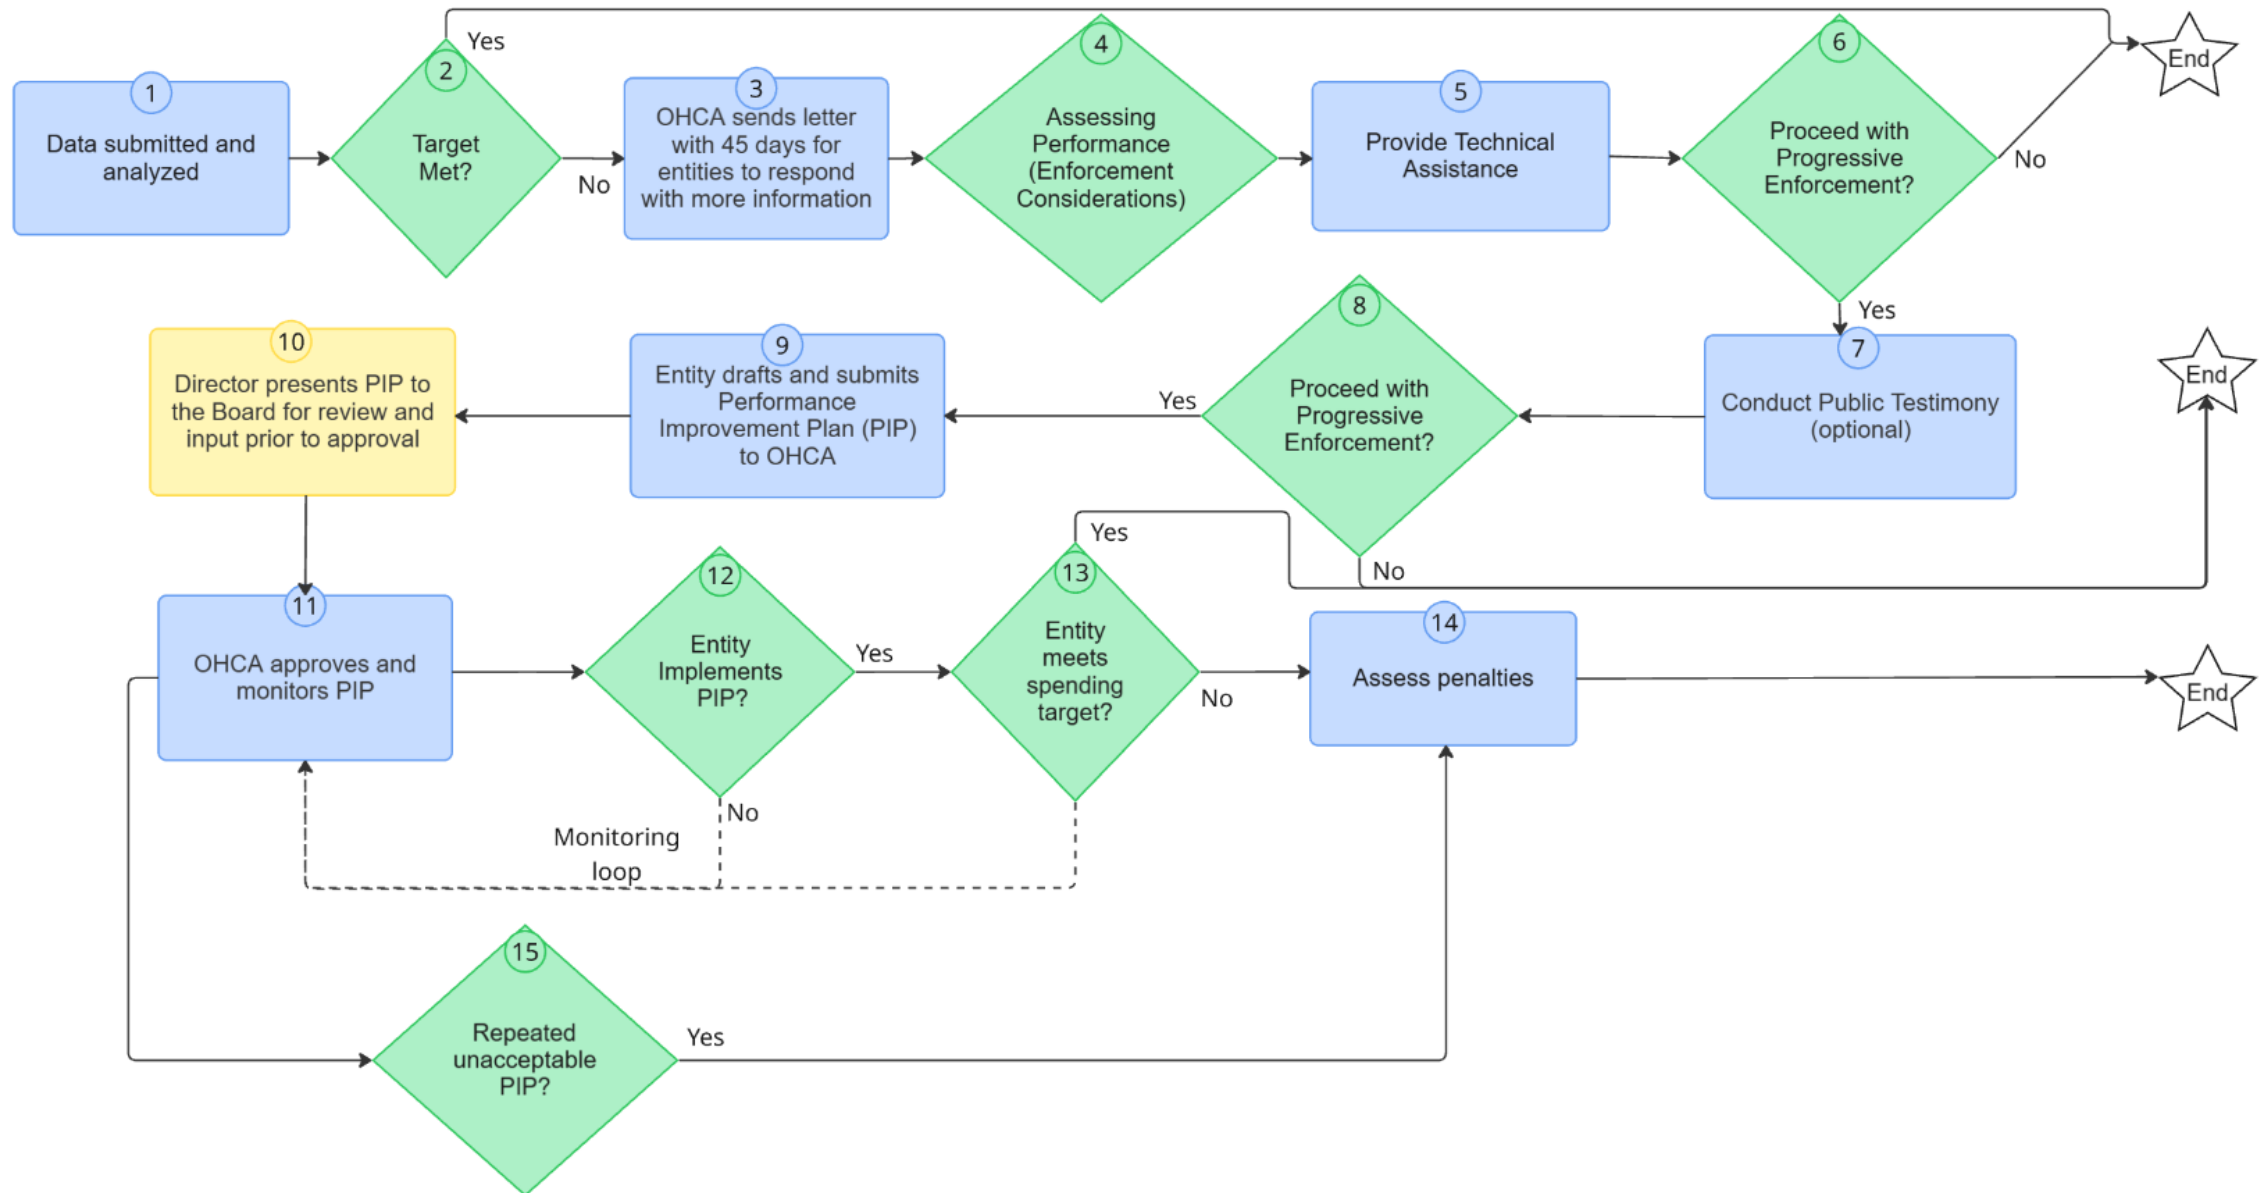 1
Data submitted and
analyzed
Yes
2
Target
Met?
No
3
OHCA sends letter
with 45 days for
entities to respond
with more information
4
Assessing
Performance
(Enforcement
Considerations)
5
Provide Technical
Assistance
6
Proceed with
Progressive
Enforcement?
No
End
Yes
7
Conduct Public Testimony
(optional)
8
Proceed with
Progressive
Enforcement?
Yes
No
End
9
Entity drafts and submits
Performance
Improvement Plan (PIP)
to OHCA
10
Director presents PIP to
the Board for review and
input prior to approval
11
OHCA approves and
monitors PIP
12
Entity
Implements
PIP?
Yes
No
Monitoring
loop
13
Yes
Entity
meets
spending
target?
No
14
Assess penalties
End
15
Repeated
unacceptable
PIP?
Yes